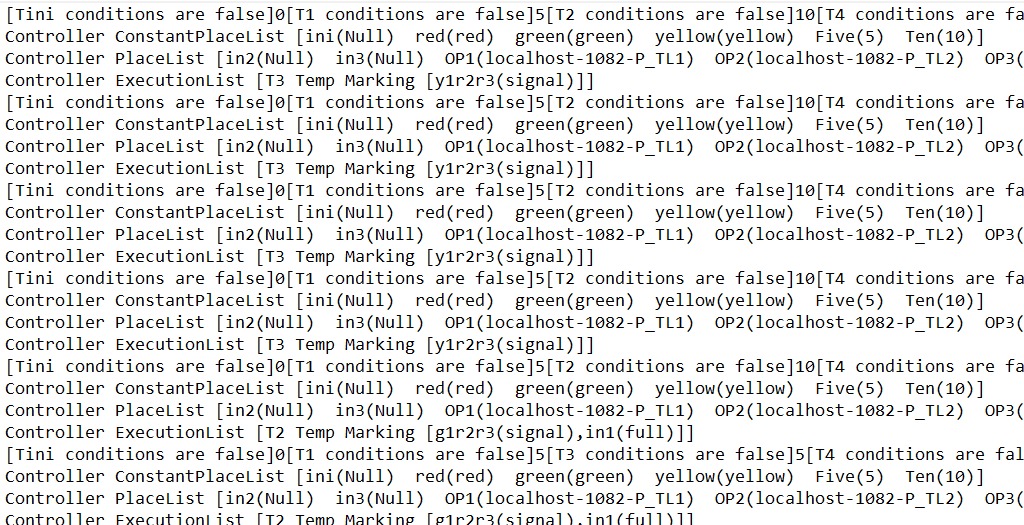 [Tini conditions are false]0[T1 conditions are false]5[T2 conditions are false]10[T4 conditions are fa
Controller ConstantPlaceList [ini(Null)  red(red)  green(green)  yellow(yellow)  Five(5)  Ten(10)]
Controller PlaceList [in2(Null)  in3(Null)  OP1(localhost-1082-P_TL1)  OP2(localhost-1082-P_TL2)  OP3(
Controller ExecutionList [T3 Temp Marking [y1r2r3(signal)]]
[Tini conditions are false]0[T1 conditions are false]5[T2 conditions are false]10[T4 conditions are fa
Controller ConstantPlaceList [ini(Null)  red(red)  green(green)  yellow(yellow)  Five(5)  Ten(10)]
Controller PlaceList [in2(Null)  in3(Null)  OP1(localhost-1082-P_TL1)  OP2(localhost-1082-P_TL2)  OP3(
Controller ExecutionList [T3 Temp Marking [y1r2r3(signal)]]
[Tini conditions are false]0[T1 conditions are false]5[T2 conditions are false]10[T4 conditions are fa
Controller ConstantPlaceList [ini(Null)  red(red)  green(green)  yellow(yellow)  Five(5)  Ten(10)]
Controller PlaceList [in2(Null)  in3(Null)  OP1(localhost-1082-P_TL1)  OP2(localhost-1082-P_TL2)  OP3(
Controller ExecutionList [T3 Temp Marking [y1r2r3(signal)]]
[Tini conditions are false]0[T1 conditions are false]5[T2 conditions are false]10[T4 conditions are fa
Controller ConstantPlaceList [ini(Null)  red(red)  green(green)  yellow(yellow)  Five(5)  Ten(10)]
Controller PlaceList [in2(Null)  in3(Null)  OP1(localhost-1082-P_TL1)  OP2(localhost-1082-P_TL2)  OP3(
Controller ExecutionList [T3 Temp Marking [y1r2r3(signal)]]
[Tini conditions are false]0[T1 conditions are false]5[T2 conditions are false]10[T4 conditions are fa
Controller ConstantPlaceList [ini(Null)  red(red)  green(green)  yellow(yellow)  Five(5)  Ten(10)]
Controller PlaceList [in2(Null)  in3(Null)  OP1(localhost-1082-P_TL1)  OP2(localhost-1082-P_TL2)  OP3(
Controller ExecutionList [T2 Temp Marking [g1r2r3(signal),in1(full)]]
[Tini conditions are false]0[T1 conditions are false]5[T3 conditions are false]5[T4 conditions are fal
Controller ConstantPlaceList [ini(Null)  red(red)  green(green)  yellow(yellow)  Five(5)  Ten(10)]
Controller PlaceList [in2(Null)  in3(Null)  OP1(localhost-1082-P_TL1)  OP2(localhost-1082-P_TL2)  OP3(
Controller ExecutionList [T2 Temp Marking [g1r2r3(signal),in1(full)]]